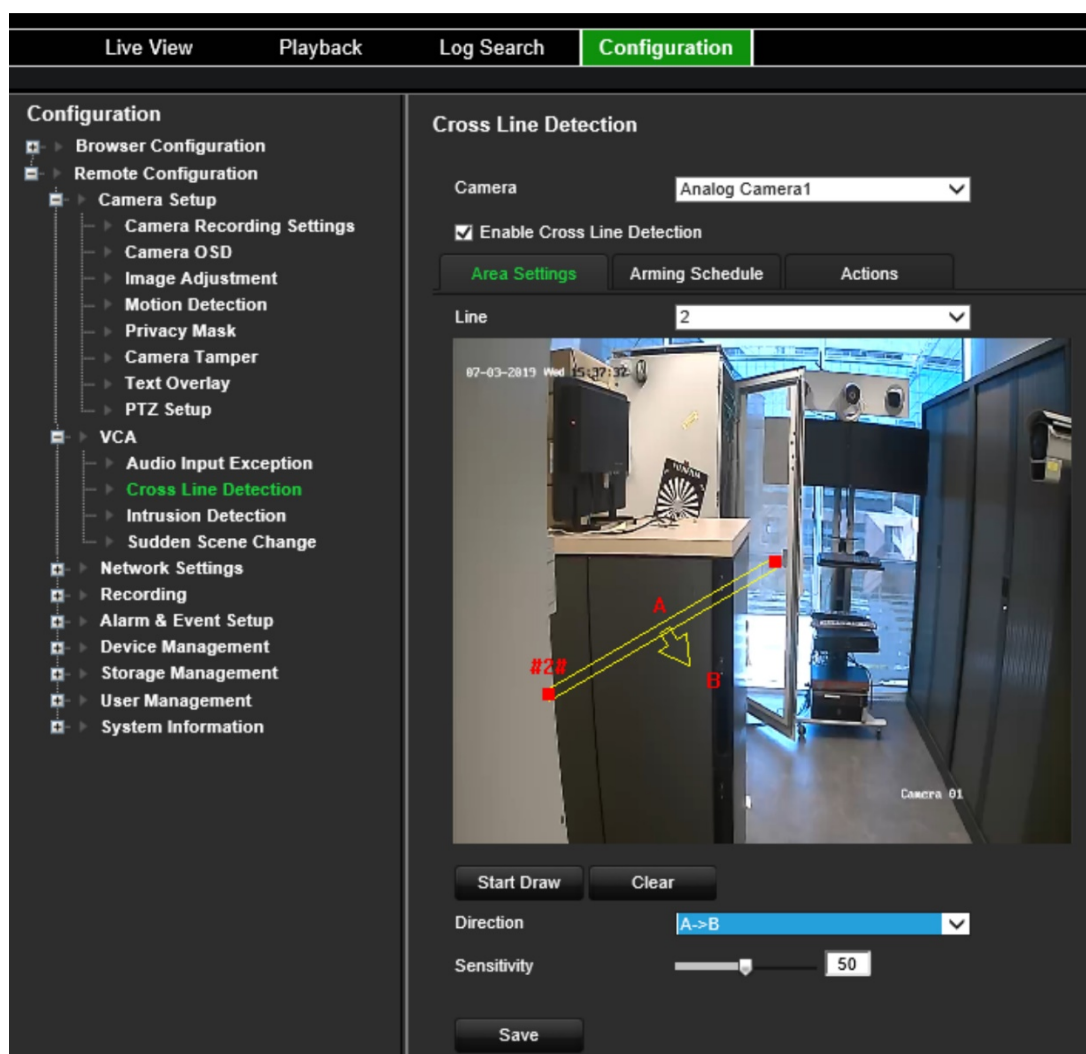 Live View Playback Log Search Configuration
Configuration
Browser Configuration
Remote Configuration
Camera Setup
Camera Recording Settings
Camera OSD
Image Adjustment
Motion Detection
Privacy Mask
Camera Tamper
Text Overlay
PTZ Setup
VCA
Audio Input Exception
Cross Line Detection
Intrusion Detection
Sudden Scene Change
Network Settings
Recording
Alarm & Event Setup
Device Management
Storage Management
User Management
System Information
Cross Line Detection
Camera Analog Camera1
Enable Cross Line Detection
Area Settings Arming Schedule Actions
Line 2
07-03-2019 Wed 15:37:37
A
#2#
B
Camera 01
Start Draw Clear
Direction A->B
Sensitivity 50
Save